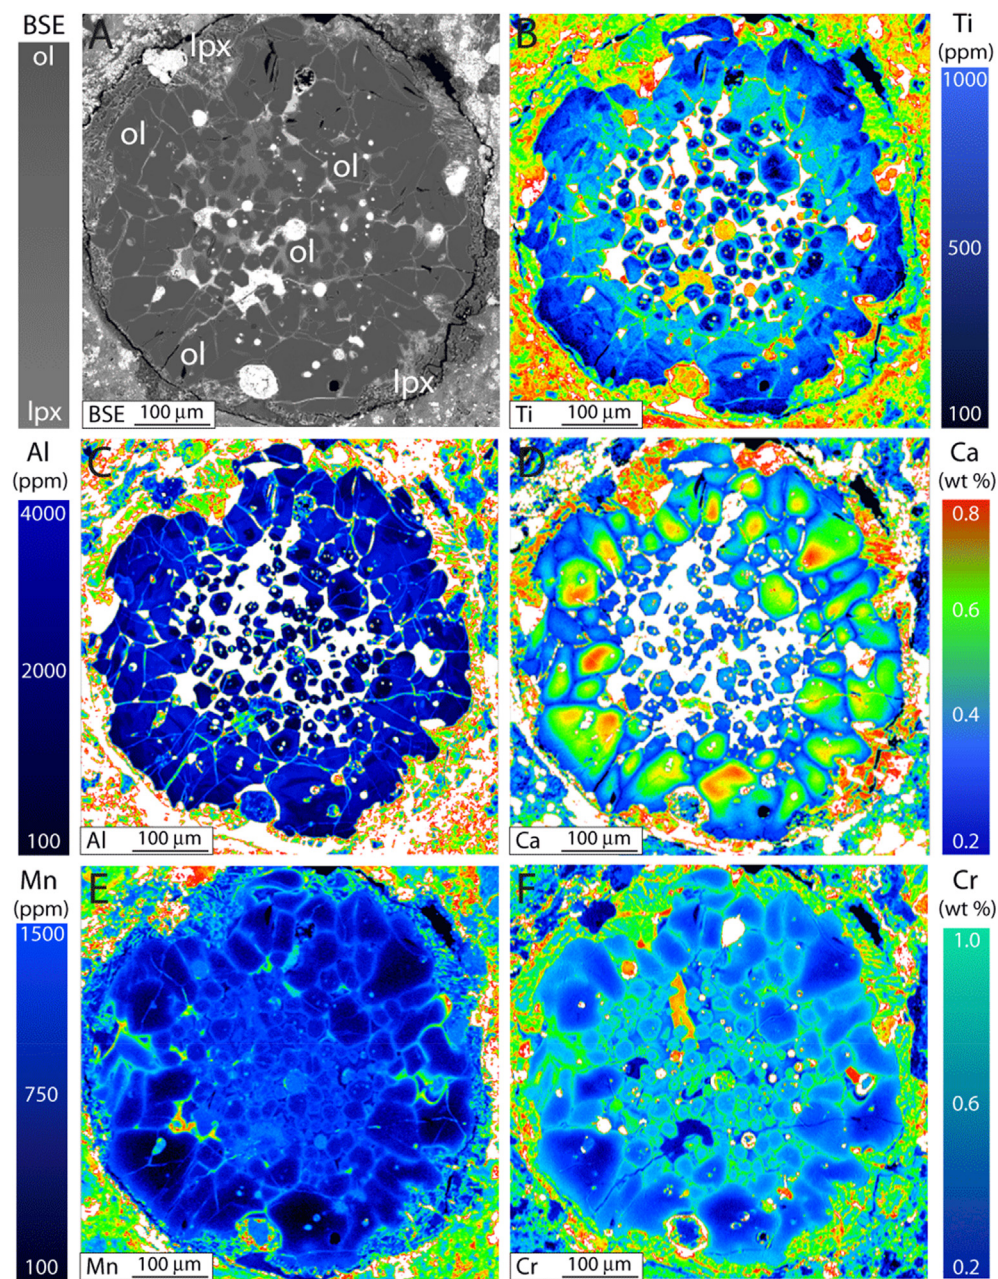 BSE
ol
lpx
A
lpx
ol
ol
ol
ol
lpx
BSE
100 µm
B
Ti
100 µm
Ti
(ppm)
1000
500
100
Al
(ppm)
4000
2000
100
C
Al
100 µm
D
Ca
100 µm
Ca
(wt %)
0.8
0.6
0.4
0.2
Mn
(ppm)
1500
750
100
E
Mn
100 µm
F
Cr
100 µm
Cr
(wt %)
1.0
0.6
0.2